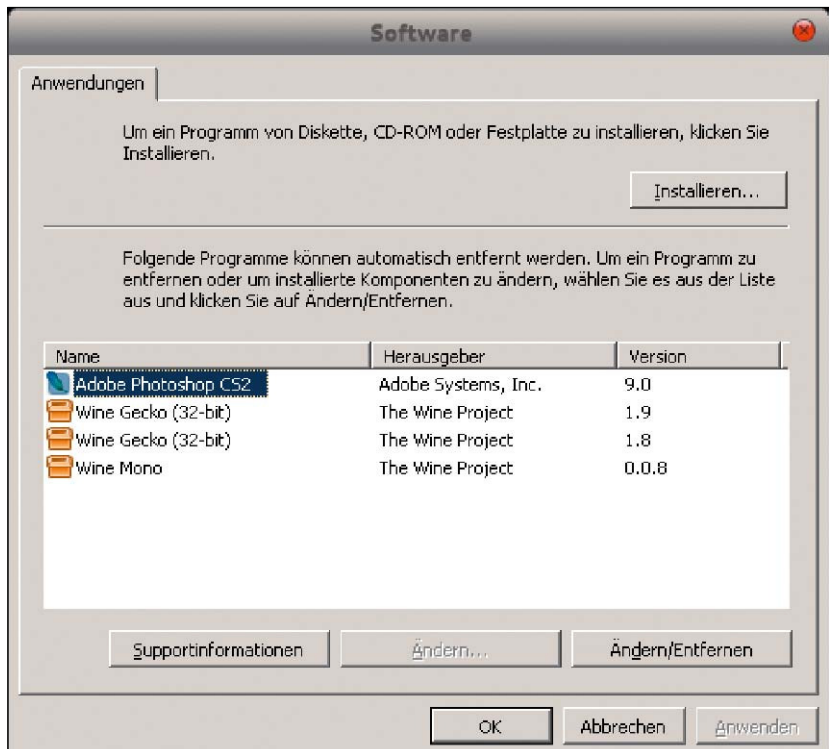 Software
Anwendungen
Um ein Programm von Diskette, CD-ROM oder Festplatte zu installieren, klicken Sie
Installieren.
Installieren...
Folgende Programme können automatisch entfernt werden. Um ein Programm zu
entfernen oder um installierte Komponenten zu ändern, wählen Sie es aus der Liste
aus und klicken Sie auf Ändern/Entfernen.
Name Herausgeber Version
Adobe Photoshop CS2 Adobe Systems, Inc. 9.0
Wine Gecko (32-bit) The Wine Project 1.9
Wine Gecko (32-bit) The Wine Project 1.8
Wine Mono The Wine Project 0.0.8
Supportinformationen Ändern... Ändern/Entfernen
OK Abbrechen Anwenden